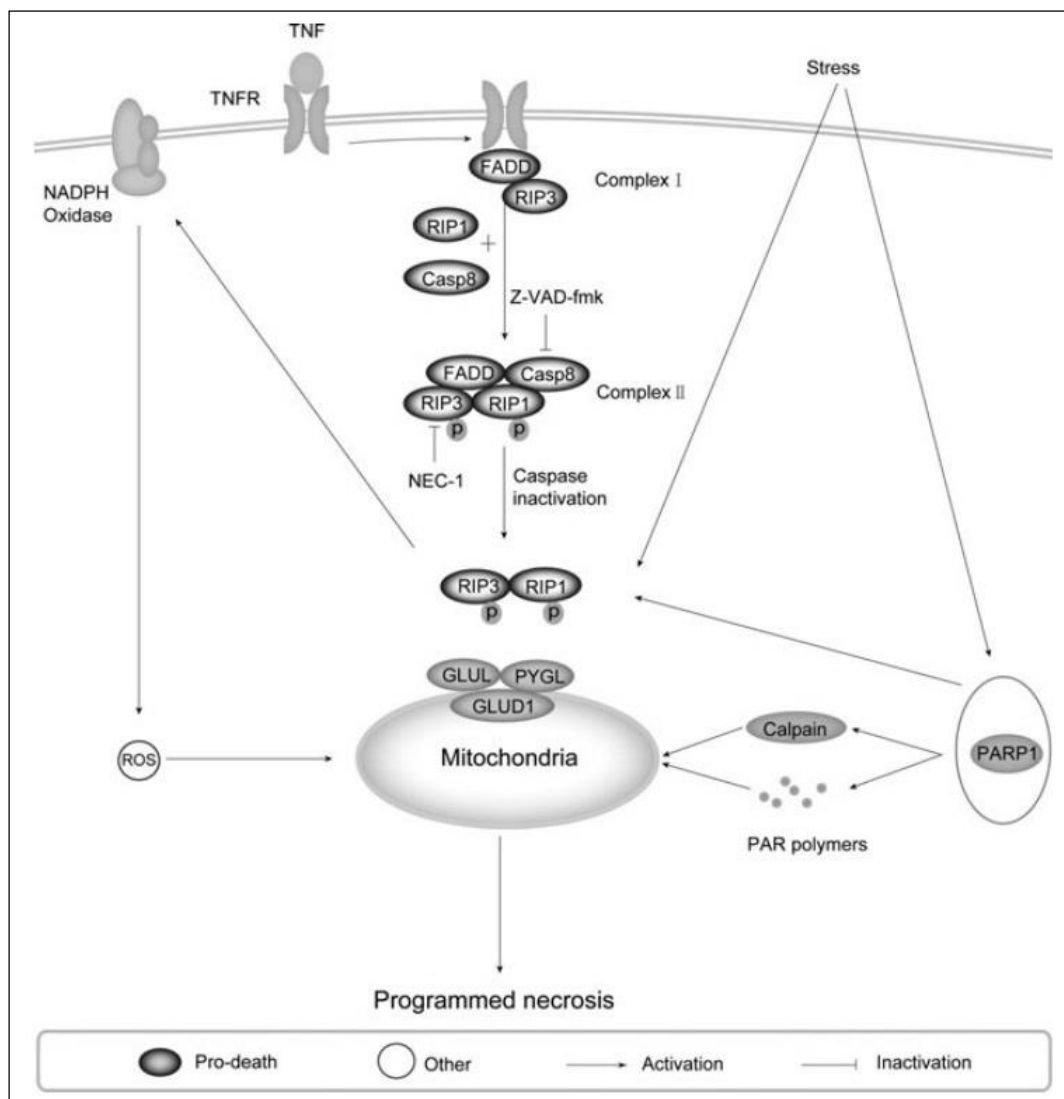 TNF
TNFR
Stress
NADPH
Oxidase
FADD
RIP3
Complex I
RIP1
+
Casp8
Z-VAD-fmk
FADD
Casp8
RIP3
RIP1
Complex II
p
p
NEC-1
Caspase
inactivation
RIP3
RIP1
p
p
GLUL
PYGL
GLUD1
Mitochondria
ROS
Calpain
PARP1
PAR polymers
Programmed necrosis
Pro-death
Other
Activation
Inactivation